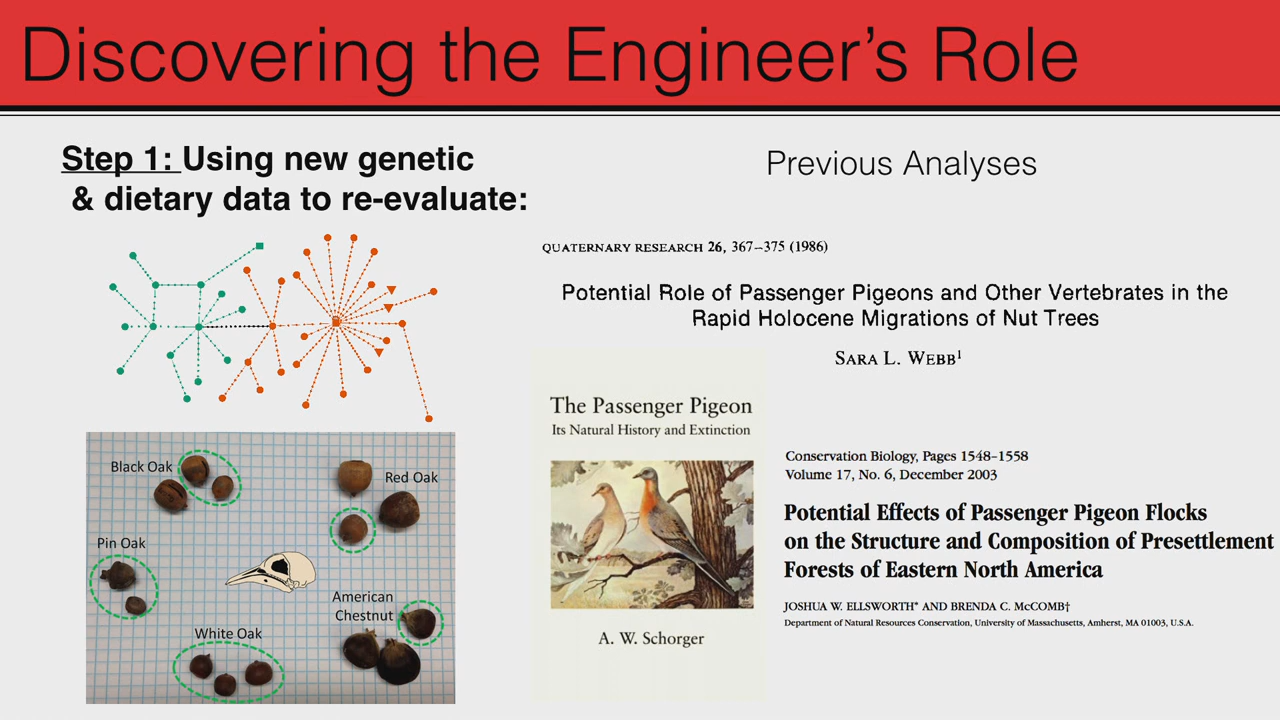 Discovering the Engineer's Role
Step 1: Using new genetic
& dietary data to re-evaluate:
Previous Analyses
QUATERNARY RESEARCH 26, 367–375 (1986)
Potential Role of Passenger Pigeons and Other Vertebrates in the
Rapid Holocene Migrations of Nut Trees
SARA L. WEBB¹
The Passenger Pigeon
Its Natural History and Extinction
A. W. Schorger
Conservation Biology, Pages 1548–1558
Volume 17, No. 6, December 2003
Potential Effects of Passenger Pigeon Flocks
on the Structure and Composition of Presettlement
Forests of Eastern North America
JOSHUA W. ELLSWORTH* AND BRENDA C. McCOMB†
Department of Natural Resources Conservation, University of Massachusetts, Amherst, MA 01003, U.S.A.
Black Oak
Red Oak
Pin Oak
American
Chestnut
White Oak